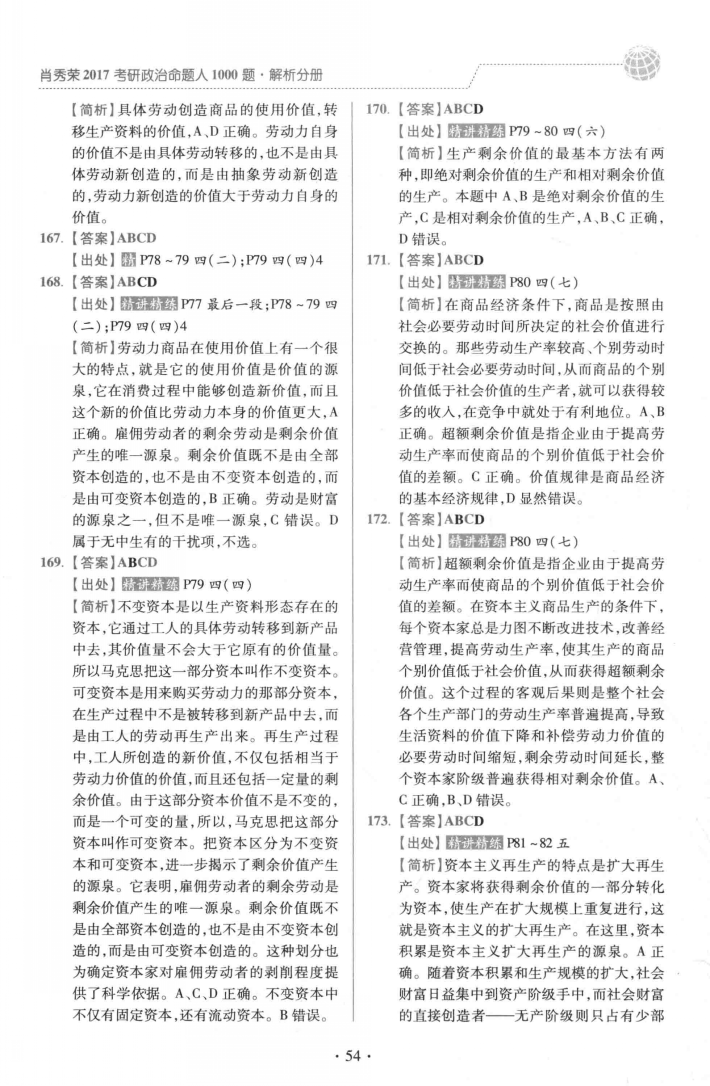 肖秀荣 2017 考研政治命题人 1000 题·解析分册
【简析】具体劳动创造商品的使用价值,转
移生产资料的价值,A、D 正确。劳动力自身
的价值不是由具体劳动转移的,也不是由具
体劳动新创造的,而是由抽象劳动新创造
的,劳动力新创造的价值大于劳动力自身的
价值。
167. 【答案】ABCD
【出处】精 P78~79 四(二);P79 四(四)4
168. 【答案】ABCD
【出处】精讲精练 P77 最后一段;P78~79 四
(二);P79 四(四)4
【简析】劳动力商品在使用价值上有一个很
大的特点,就是它的使用价值是价值的源
泉,它在消费过程中能够创造新价值,而且
这个新的价值比劳动力本身的价值更大,A
正确。雇佣劳动者的剩余劳动是剩余价值
产生的唯一源泉。剩余价值既不是由全部
资本创造的,也不是由不变资本创造的,而
是由可变资本创造的,B 正确。劳动是财富
的源泉之一,但不是唯一源泉,C 错误。D
属于无中生有的干扰项,不选。
169. 【答案】ABCD
【出处】精讲精练 P79 四(四)
【简析】不变资本是以生产资料形态存在的
资本,它通过工人的具体劳动转移到新产品
中去,其价值量不会大于它原有的价值量。
所以马克思把这一部分资本叫作不变资本。
可变资本是用来购买劳动力的那部分资本,
在生产过程中不是被转移到新产品中去,而
是由工人的劳动再生产出来。再生产过程
中,工人所创造的新价值,不仅包括相当于
劳动力价值的价值,而且还包括一定量的剩
余价值。由于这部分资本价值不是不变的,
而是一个可变的量,所以,马克思把这部分
资本叫作可变资本。把资本区分为不变资
本和可变资本,进一步揭示了剩余价值产生
的源泉。它表明,雇佣劳动者的剩余劳动是
剩余价值产生的唯一源泉。剩余价值既不
是由全部资本创造的,也不是由不变资本创
造的,而是由可变资本创造的。这种划分也
为确定资本家对雇佣劳动者的剥削程度提
供了科学依据。A、C、D 正确。不变资本中
不仅有固定资本,还有流动资本。B 错误。
170. 【答案】ABCD
【出处】精讲精练 P79~80 四(六)
【简析】生产剩余价值的最基本方法有两
种,即绝对剩余价值的生产和相对剩余价值
的生产。本题中 A、B 是绝对剩余价值的生
产,C 是相对剩余价值的生产,A、B、C 正确,
D 错误。
171. 【答案】ABCD
【出处】精讲精练 P80 四(七)
【简析】在商品经济条件下,商品是按照由
社会必要劳动时间所决定的社会价值进行
交换的。那些劳动生产率较高、个别劳动时
间低于社会必要劳动时间,从而商品的个别
价值低于社会价值的生产者,就可以获得较
多的收入,在竞争中就处于有利地位。A、B
正确。超额剩余价值是指企业由于提高劳
动生产率而使商品的个别价值低于社会价
值的差额。C 正确。价值规律是商品经济
的基本经济规律,D 显然错误。
172. 【答案】ABCD
【出处】精讲精练 P80 四(七)
【简析】超额剩余价值是指企业由于提高劳
动生产率而使商品的个别价值低于社会价
值的差额。在资本主义商品生产的条件下,
每个资本家总是力图不断改进技术,改善经
营管理,提高劳动生产率,使其生产的商品
个别价值低于社会价值,从而获得超额剩余
价值。这个过程的客观后果则是整个社会
各个生产部门的劳动生产率普遍提高,导致
生活资料的价值下降和补偿劳动力价值的
必要劳动时间缩短,剩余劳动时间延长,整
个资本家阶级普遍获得相对剩余价值。A、
C 正确,B、D 错误。
173. 【答案】ABCD
【出处】精讲精练 P81~82 五
【简析】资本主义再生产的特点是扩大再生
产。资本家将获得剩余价值的一部分转化
为资本,使生产在扩大规模上重复进行,这
就是资本主义的扩大再生产。在这里,资本
积累是资本主义扩大再生产的源泉。A 正
确。随着资本积累和生产规模的扩大,社会
财富日益集中到资产阶级手中,而社会财富
的直接创造者——无产阶级则只占有少部
· 54 ·